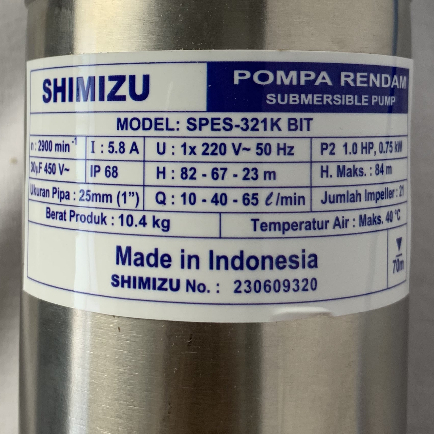 SHIMIZU
POMPA RENDAM
SUBMERSIBLE PUMP
MODEL: SPES-321K BIT
n: 2900 min⁻¹ I : 5.8 A U : 1x 220 V~ 50 Hz P2 1.0 HP, 0.75 kW
30µF 450 V~ IP 68 H : 82 - 67 - 23 m H. Maks. : 84 m
Ukuran Pipa : 25mm (1") Q : 10 - 40 - 65 ℓ/min Jumlah Impeller : 21
Berat Produk : 10.4 kg Temperatur Air : Maks. 40 °C
Made in Indonesia
SHIMIZU No. : 230609320
70m